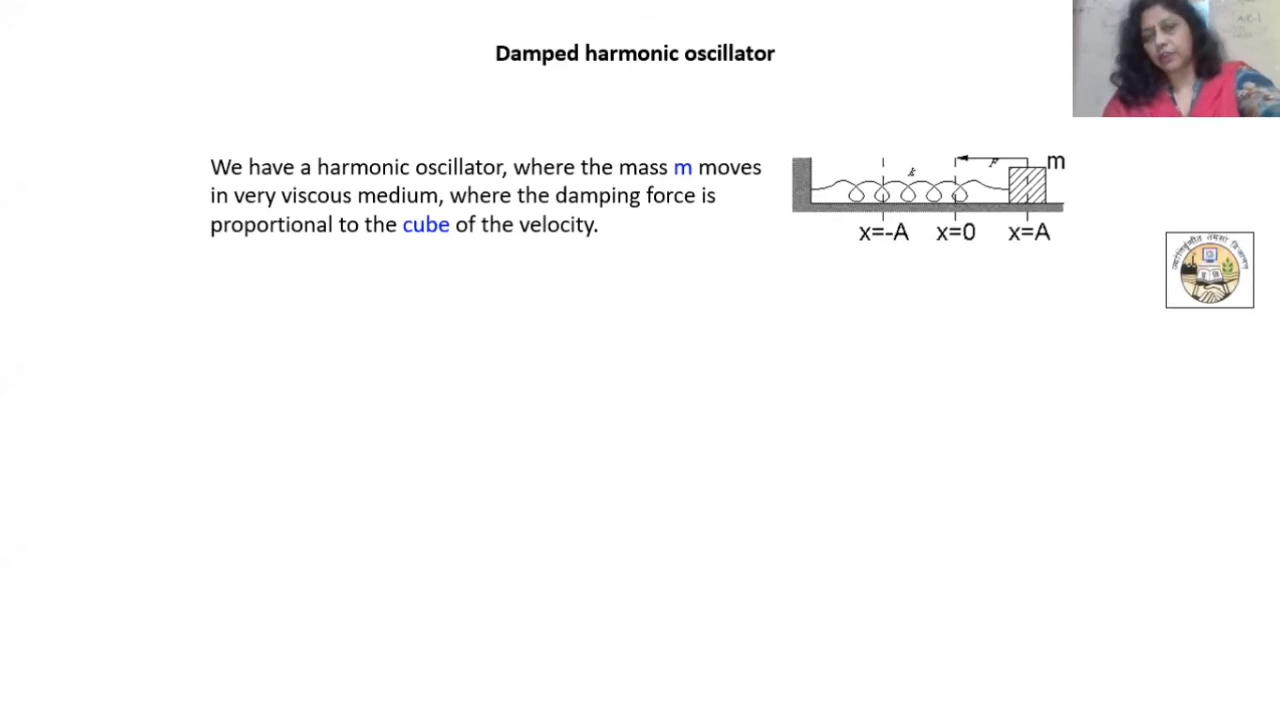 Damped harmonic oscillator
We have a harmonic oscillator, where the mass m moves
in very viscous medium, where the damping force is
proportional to the cube of the velocity.
k
F
m
x=-A
x=0
x=A